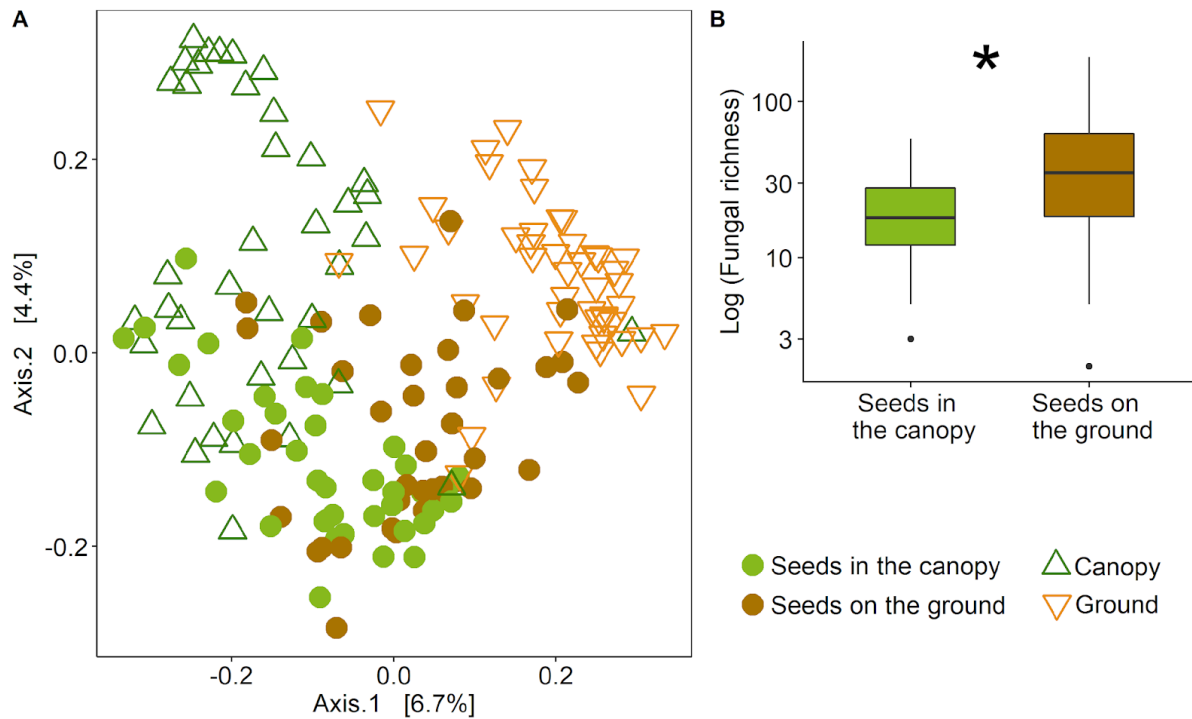 A
0.2
0.0
-0.2
Axis.2 [4.4%]
-0.2
0.0
0.2
Axis.1 [6.7%]
B
*
Log (Fungal richness)
100
30
10
3
Seeds in
the canopy
Seeds on
the ground
Seeds in the canopy
Canopy
Seeds on the ground
Ground